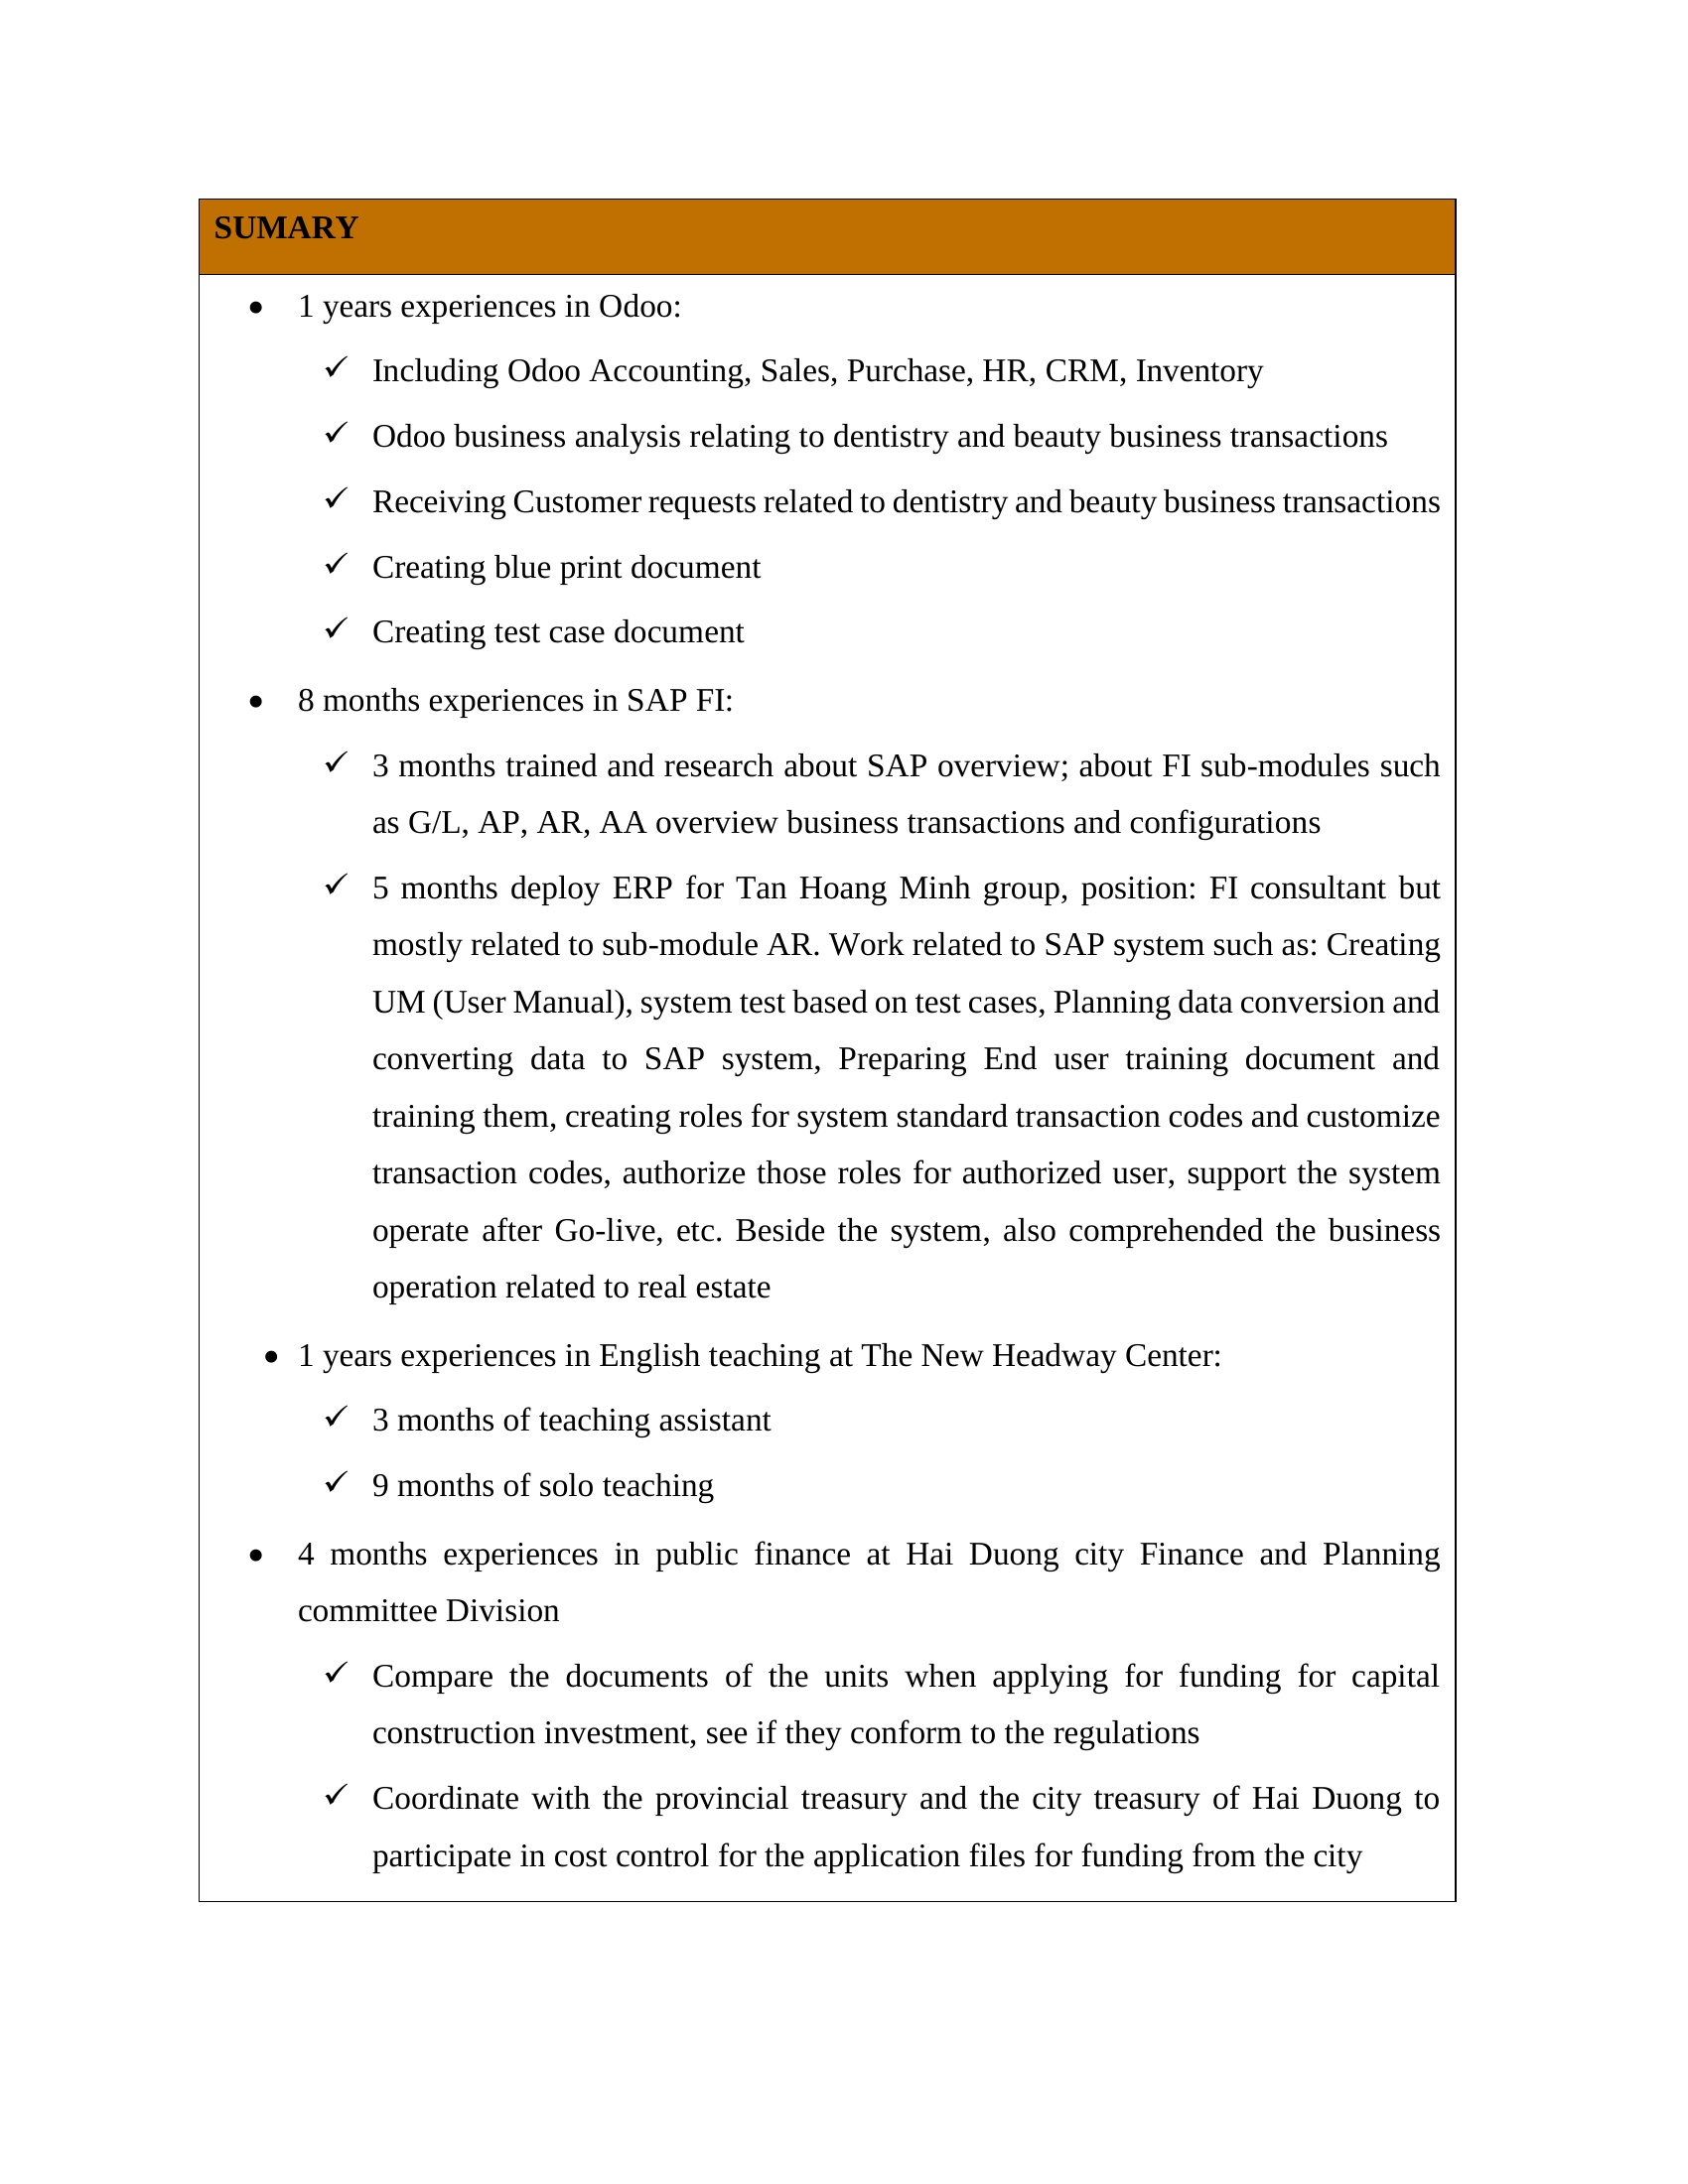 SUMARY
• 1 years experiences in Odoo:
✓ Including Odoo Accounting, Sales, Purchase, HR, CRM, Inventory
✓ Odoo business analysis relating to dentistry and beauty business transactions
✓ Receiving Customer requests related to dentistry and beauty business transactions
✓ Creating blue print document
✓ Creating test case document
• 8 months experiences in SAP FI:
✓ 3 months trained and research about SAP overview; about FI sub-modules such
as G/L, AP, AR, AA overview business transactions and configurations
✓ 5 months deploy ERP for Tan Hoang Minh group, position: FI consultant but
mostly related to sub-module AR. Work related to SAP system such as: Creating
UM (User Manual), system test based on test cases, Planning data conversion and
converting data to SAP system, Preparing End user training document and
training them, creating roles for system standard transaction codes and customize
transaction codes, authorize those roles for authorized user, support the system
operate after Go-live, etc. Beside the system, also comprehended the business
operation related to real estate
• 1 years experiences in English teaching at The New Headway Center:
✓ 3 months of teaching assistant
✓ 9 months of solo teaching
• 4 months experiences in public finance at Hai Duong city Finance and Planning
committee Division
✓ Compare the documents of the units when applying for funding for capital
construction investment, see if they conform to the regulations
✓ Coordinate with the provincial treasury and the city treasury of Hai Duong to
participate in cost control for the application files for funding from the city